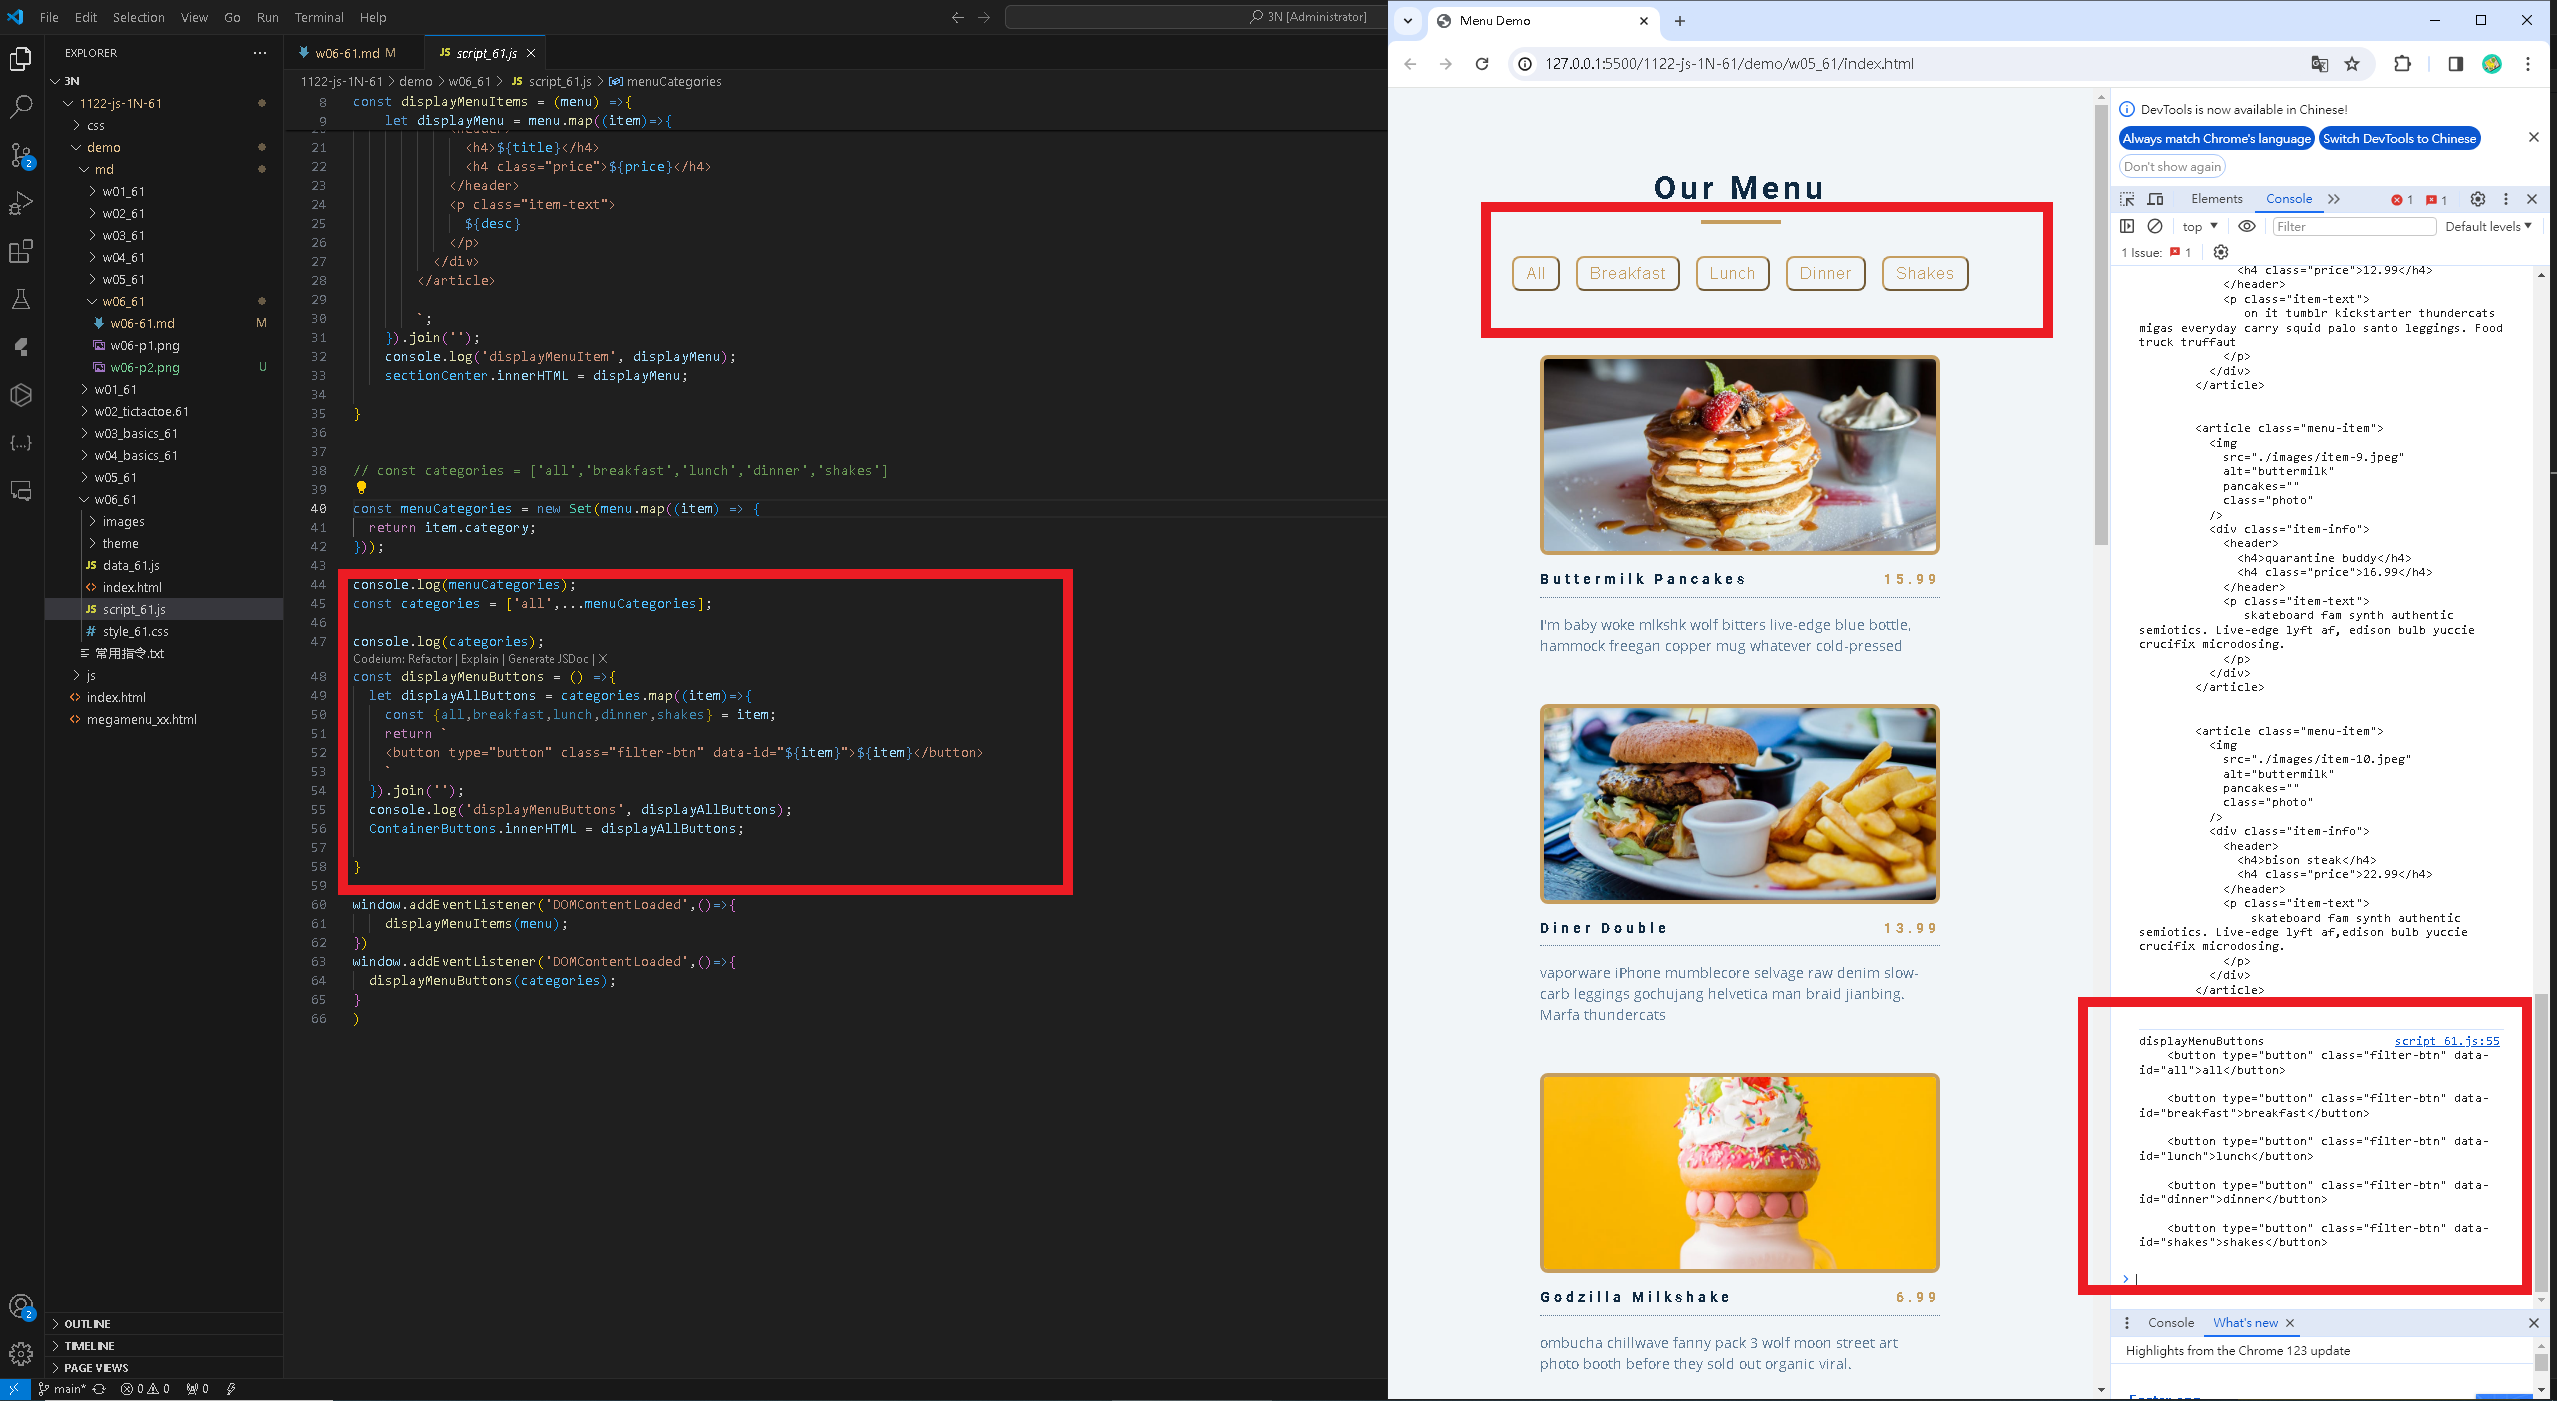 File Edit Selection View Go Run Terminal Help
3N [Administrator]
EXPLORER
3N
1122-js-1N-61
css
demo
md
w01_61
w02_61
w03_61
w04_61
w05_61
w06_61
w06-61.md M
w06-p1.png
w06-p2.png U
w01_61
w02_tictactoe.61
w03_basics_61
w04_basics_61
w05_61
w06_61
images
theme
data_61.js
index.html
script_61.js
style_61.css
常用指令.txt
js
index.html
megamenu_xx.html
OUTLINE
TIMELINE
PAGE VIEWS
main* 0 0 0
w06-61.md M
JS script_61.js
1122-js-1N-61 > demo > w06_61 > JS script_61.js > menuCategories
8 const displayMenuItems = (menu) =>{
9 let displayMenu = menu.map((item)=>{
21 <h4>${title}</h4>
22 <h4 class="price">${price}</h4>
23 </header>
24 <p class="item-text">
25 ${desc}
26 </p>
27 </div>
28 </article>
29
30 `;
31 }).join('');
32 console.log('displayMenuItem', displayMenu);
33 sectionCenter.innerHTML = displayMenu;
34
35 }
36
37
38 // const categories = ['all','breakfast','lunch','dinner','shakes']
39
40 const menuCategories = new Set(menu.map((item) => {
41 return item.category;
42 }));
43
44 console.log(menuCategories);
45 const categories = ['all',...menuCategories];
46
47 console.log(categories);
Codeium: Refactor | Explain | Generate JSDoc | X
48 const displayMenuButtons = () =>{
49 let displayAllButtons = categories.map((item)=>{
50 const {all,breakfast,lunch,dinner,shakes} = item;
51 return `
52 <button type="button" class="filter-btn" data-id="${item}">${item}</button>
53 `
54 }).join('');
55 console.log('displayMenuButtons', displayAllButtons);
56 ContainerButtons.innerHTML = displayAllButtons;
57
58 }
59
60 window.addEventListener('DOMContentLoaded',()=>{
61 displayMenuItems(menu);
62 })
63 window.addEventListener('DOMContentLoaded',()=>{
64 displayMenuButtons(categories);
65 }
66 )
Menu Demo
127.0.0.1:5500/1122-js-1N-61/demo/w05_61/index.html
Our Menu
All Breakfast Lunch Dinner Shakes
Buttermilk Pancakes 15.99
I'm baby woke mlkshk wolf bitters live-edge blue bottle,
hammock freegan copper mug whatever cold-pressed
Diner Double 13.99
vaporware iPhone mumblecore selvage raw denim slow-
carb leggings gochujang helvetica man braid jianbing.
Marfa thundercats
Godzilla Milkshake 6.99
ombucha chillwave fanny pack 3 wolf moon street art
photo booth before they sold out organic viral.
DevTools is now available in Chinese!
Always match Chrome's language Switch DevTools to Chinese
Don't show again
Elements Console 1 1
top Filter Default levels
1 Issue: 1
<h4 class="price">12.99</h4>
</header>
<p class="item-text">
on it tumblr kickstarter thundercats
migas everyday carry squid palo santo leggings. Food
truck truffaut
</p>
</div>
</article>
<article class="menu-item">
<img
src="./images/item-9.jpeg"
alt="buttermilk"
pancakes=""
class="photo"
/>
<div class="item-info">
<header>
<h4>quarantine buddy</h4>
<h4 class="price">16.99</h4>
</header>
<p class="item-text">
skateboard fam synth authentic
semiotics. Live-edge lyft af, edison bulb yuccie
crucifix microdosing.
</p>
</div>
</article>
<article class="menu-item">
<img
src="./images/item-10.jpeg"
alt="buttermilk"
pancakes=""
class="photo"
/>
<div class="item-info">
<header>
<h4>bison steak</h4>
<h4 class="price">22.99</h4>
</header>
<p class="item-text">
skateboard fam synth authentic
semiotics. Live-edge lyft af,edison bulb yuccie
crucifix microdosing.
</p>
</div>
</article>
displayMenuButtons script_61.js:55
<button type="button" class="filter-btn" data-
id="all">all</button>
<button type="button" class="filter-btn" data-
id="breakfast">breakfast</button>
<button type="button" class="filter-btn" data-
id="lunch">lunch</button>
<button type="button" class="filter-btn" data-
id="dinner">dinner</button>
<button type="button" class="filter-btn" data-
id="shakes">shakes</button>
Console What's new
Highlights from the Chrome 123 update